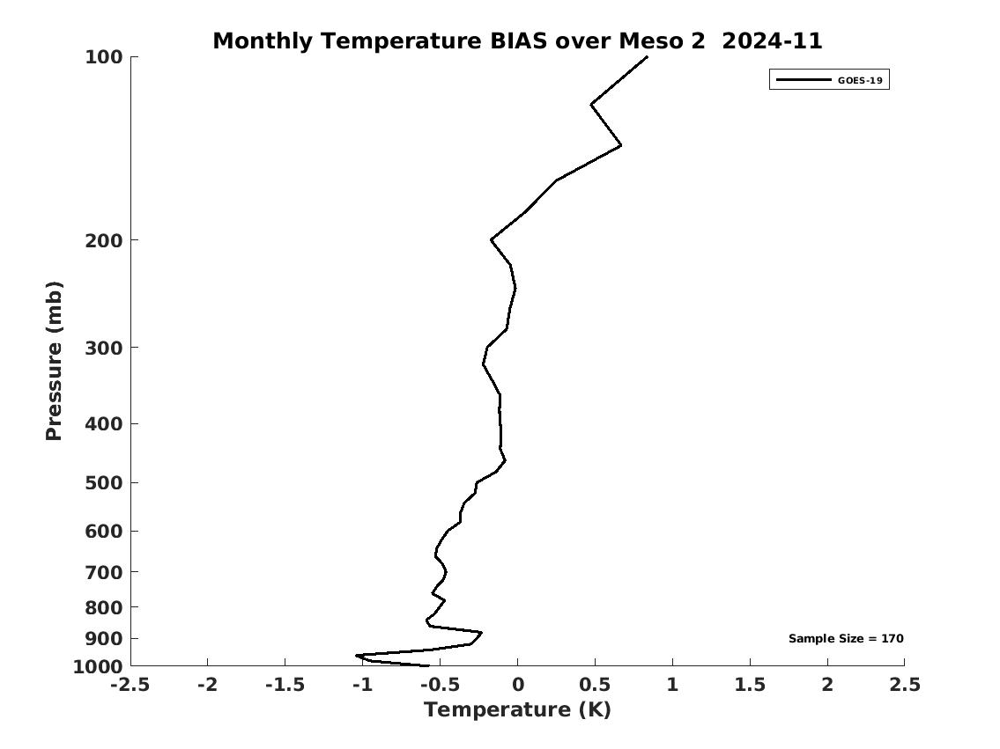 Monthly Temperature BIAS over Meso 2  2024-11
GOES-19
Pressure (mb)
100
200
300
400
500
600
700
800
900
1000
Sample Size = 170
-2.5 -2 -1.5 -1 -0.5 0 0.5 1 1.5 2 2.5
Temperature (K)